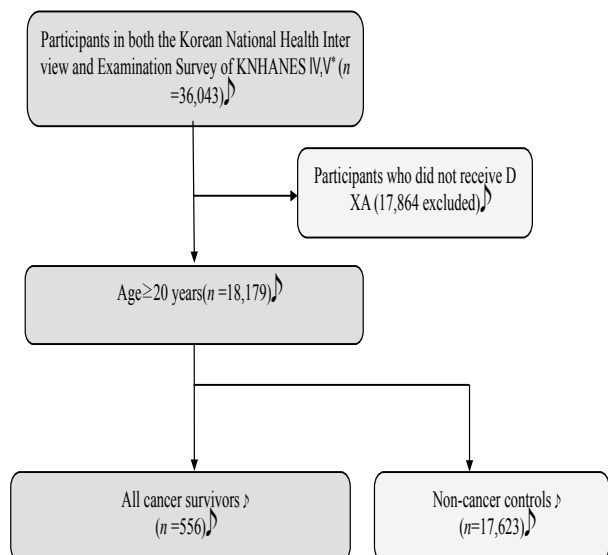 Participants in both the Korean National Health Inter
view and Examination Survey of KNHANES Ⅳ,Ⅴ* (n
=36,043)♪
Participants who did not receive D
XA (17,864 excluded)♪
Age≥20 years(n =18,179)♪
All cancer survivors♪
(n =556)♪
Non-cancer controls♪
(n=17,623)♪